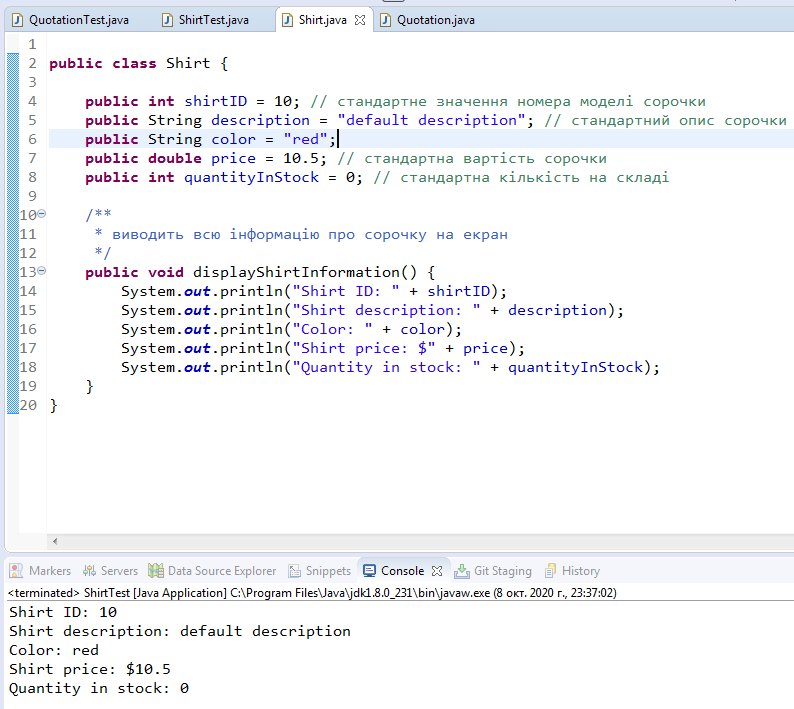 QuotationTest.java ShirtTest.java Shirt.java Quotation.java
1
2 public class Shirt {
3
4 public int shirtID = 10; // стандартне значення номера моделі сорочки
5 public String description = "default description"; // стандартний опис сорочки
6 public String color = "red";
7 public double price = 10.5; // стандартна вартість сорочки
8 public int quantityInStock = 0; // стандартна кількість на складі
9
10 /**
11 * виводить всю інформацію про сорочку на екран
12 */
13 public void displayShirtInformation() {
14 System.out.println("Shirt ID: " + shirtID);
15 System.out.println("Shirt description: " + description);
16 System.out.println("Color: " + color);
17 System.out.println("Shirt price: $" + price);
18 System.out.println("Quantity in stock: " + quantityInStock);
19 }
20 }
Markers Servers Data Source Explorer Snippets Console Git Staging History
<terminated> ShirtTest [Java Application] C:\Program Files\Java\jdk1.8.0_231\bin\javaw.exe (8 окт. 2020 г., 23:37:02)
Shirt ID: 10
Shirt description: default description
Color: red
Shirt price: $10.5
Quantity in stock: 0